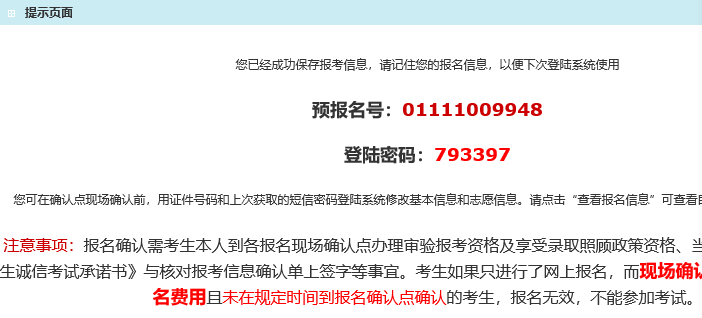 提示页面
您已经成功保存报考信息，请记住您的报名信息，以便下次登陆系统使用
预报名号：01111009948
登陆密码：793397
您可在确认点现场确认前，用证件号码和上次获取的短信密码登陆系统修改基本信息和志愿信息。请点击“查看报名信息”可查看
注意事项：报名确认需考生本人到各报名现场确认点办理审验报考资格及享受录取照顾政策资格、当
生诚信考试承诺书》与核对报考信息确认单上签字等事宜。考生如果只进行了网上报名，而现场确认
名费用且未在规定时间到报名确认点确认的考生，报名无效，不能参加考试。